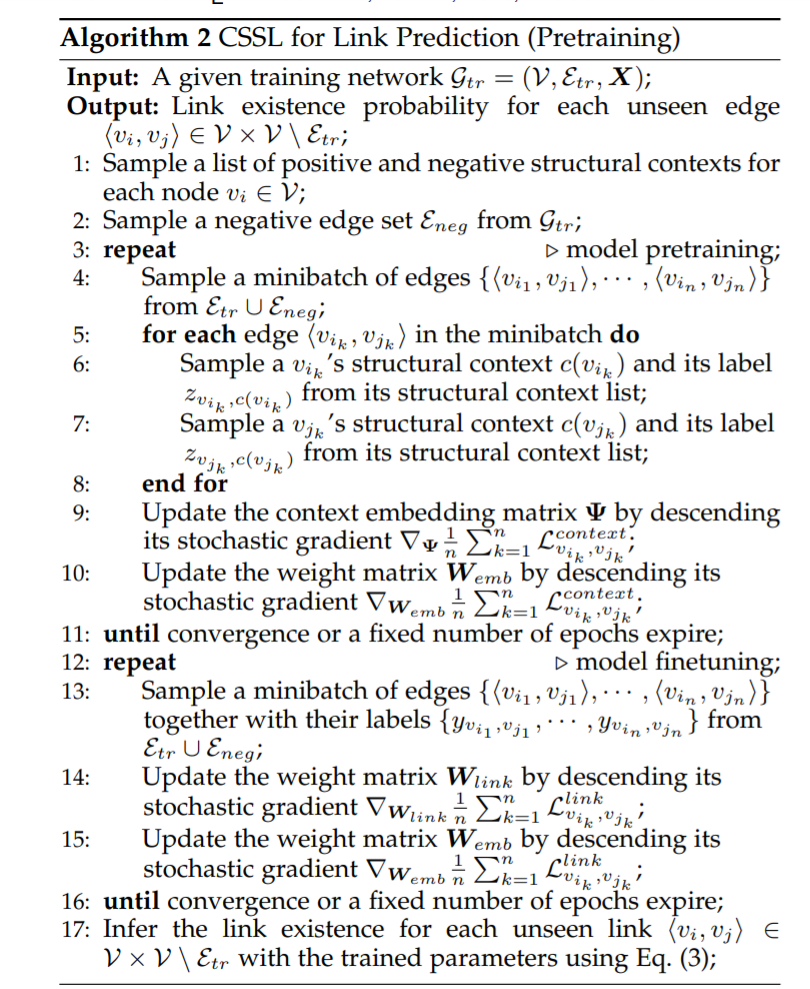 Algorithm 2 CSSL for Link Prediction (Pretraining)
Input: A given training network $\mathcal{G}_{tr} = (\mathcal{V}, \mathcal{E}_{tr}, \boldsymbol{X})$;
Output: Link existence probability for each unseen edge
$\langle v_i, v_j \rangle \in \mathcal{V} \times \mathcal{V} \setminus \mathcal{E}_{tr}$;
1: Sample a list of positive and negative structural contexts for
each node $v_i \in \mathcal{V}$;
2: Sample a negative edge set $\mathcal{E}_{neg}$ from $\mathcal{G}_{tr}$;
3: repeat ▷ model pretraining;
4: Sample a minibatch of edges $\{\langle v_{i_1}, v_{j_1} \rangle, \cdots, \langle v_{i_n}, v_{j_n} \rangle\}$
from $\mathcal{E}_{tr} \cup \mathcal{E}_{neg}$;
5: for each edge $\langle v_{i_k}, v_{j_k} \rangle$ in the minibatch do
6: Sample a $v_{i_k}$'s structural context $c(v_{i_k})$ and its label
$z_{v_{i_k}, c(v_{i_k})}$ from its structural context list;
7: Sample a $v_{j_k}$'s structural context $c(v_{j_k})$ and its label
$z_{v_{j_k}, c(v_{j_k})}$ from its structural context list;
8: end for
9: Update the context embedding matrix $\boldsymbol{\Psi}$ by descending
its stochastic gradient $\nabla_{\boldsymbol{\Psi}} \frac{1}{n} \sum_{k=1}^{n} \mathcal{L}_{v_{i_k}, v_{j_k}}^{context}$;
10: Update the weight matrix $\boldsymbol{W}_{emb}$ by descending its
stochastic gradient $\nabla_{\boldsymbol{W}_{emb}} \frac{1}{n} \sum_{k=1}^{n} \mathcal{L}_{v_{i_k}, v_{j_k}}^{context}$;
11: until convergence or a fixed number of epochs expire;
12: repeat ▷ model finetuning;
13: Sample a minibatch of edges $\{\langle v_{i_1}, v_{j_1} \rangle, \cdots, \langle v_{i_n}, v_{j_n} \rangle\}$
together with their labels $\{y_{v_{i_1}, v_{j_1}}, \cdots, y_{v_{i_n}, v_{j_n}}\}$ from
$\mathcal{E}_{tr} \cup \mathcal{E}_{neg}$;
14: Update the weight matrix $\boldsymbol{W}_{link}$ by descending its
stochastic gradient $\nabla_{\boldsymbol{W}_{link}} \frac{1}{n} \sum_{k=1}^{n} \mathcal{L}_{v_{i_k}, v_{j_k}}^{link}$;
15: Update the weight matrix $\boldsymbol{W}_{emb}$ by descending its
stochastic gradient $\nabla_{\boldsymbol{W}_{emb}} \frac{1}{n} \sum_{k=1}^{n} \mathcal{L}_{v_{i_k}, v_{j_k}}^{link}$;
16: until convergence or a fixed number of epochs expire;
17: Infer the link existence for each unseen link $\langle v_i, v_j \rangle \in$
$\mathcal{V} \times \mathcal{V} \setminus \mathcal{E}_{tr}$ with the trained parameters using Eq. (3);